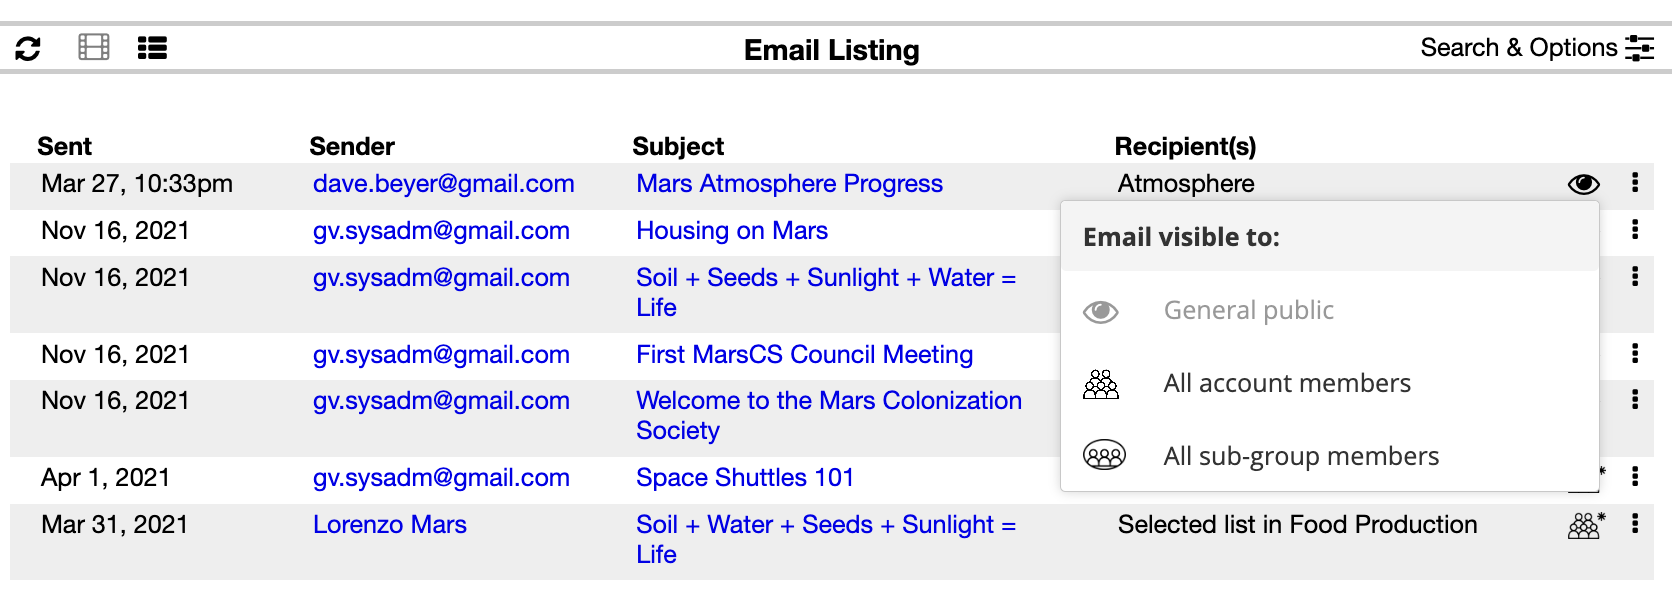 Email Listing
Search & Options
Sent Sender Subject Recipient(s)
Mar 27, 10:33pm dave.beyer@gmail.com Mars Atmosphere Progress Atmosphere
Email visible to:
General public
All account members
All sub-group members
Nov 16, 2021 gv.sysadm@gmail.com Housing on Mars
Nov 16, 2021 gv.sysadm@gmail.com Soil + Seeds + Sunlight + Water =
Life
Nov 16, 2021 gv.sysadm@gmail.com First MarsCS Council Meeting
Nov 16, 2021 gv.sysadm@gmail.com Welcome to the Mars Colonization
Society
Apr 1, 2021 gv.sysadm@gmail.com Space Shuttles 101 *
Mar 31, 2021 Lorenzo Mars Soil + Water + Seeds + Sunlight = Selected list in Food Production *
Life